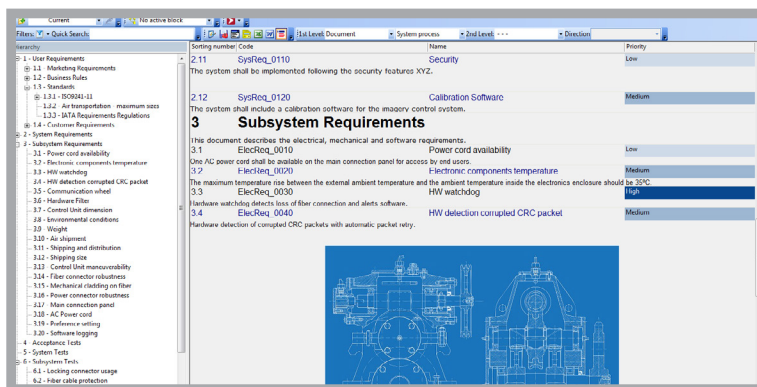 Current
No active block
Filters:
Quick Search:
1st Level: Document
System process
2nd Level: ---
Direction
Hierarchy
Sorting number Code Name Priority
1 - User Requirements
1.1 - Marketing Requirements
1.2 - Business Rules
1.3 - Standards
1.3.1 - ISO9241-11
1.3.2 - Air transportation - maximum sizes
1.3.3 - IATA Requirements Regulations
1.4 - Customer Requirements
2 - System Requirements
3 - Subsystem Requirements
3.1 - Power cord availability
3.2 - Electronic components temperature
3.3 - HW watchdog
3.4 - HW detection corrupted CRC packet
3.5 - Communication wheel
3.6 - Hardware Filter
3.7 - Control Unit dimension
3.8 - Environmental conditions
3.9 Weight
3.10 - Air shipment
3.11 - Shipping and distribution
3.12 - Shipping size
3.13 Control Unit maneuverability
3.14 - Fiber connector robustness
3.15 - Mechanical cladding on fiber
3.16 - Power connector robustness
3.17 - Main connection panel
3.18 - AC Power cord
3.19 - Preference setting
3.20 - Software logging
4 Acceptance Tests
5 - System Tests
6 - Subsystem Tests
6.1 - Locking connector usage
6.2 - Fiber cable protection
2.11 SysReq_0110 Security Low
The system shall be implemented following the security features XYZ.
2.12 SysReq_0120 Calibration Software Medium
The system shall include a calibration software for the imagery control system.
3 Subsystem Requirements
This document describes the electrical, mechanical and software requirements.
3.1 ElecReq_0010 Power cord availability Low
One AC power cord shall be available on the main connection panel for access by end users.
3.2 ElecReq_0020 Electronic components temperature Medium
The maximum temperature rise between the external ambient temperature and the ambient temperature inside the electronics enclosure should be 35ºC.
3.3 ElecReq_0030 HW watchdog High
Hardware watchdog detects loss of fiber connection and alerts software.
3.4 ElecReq_0040 HW detection corrupted CRC packet Medium
Hardware detection of corrupted CRC packets with automatic packet retry.